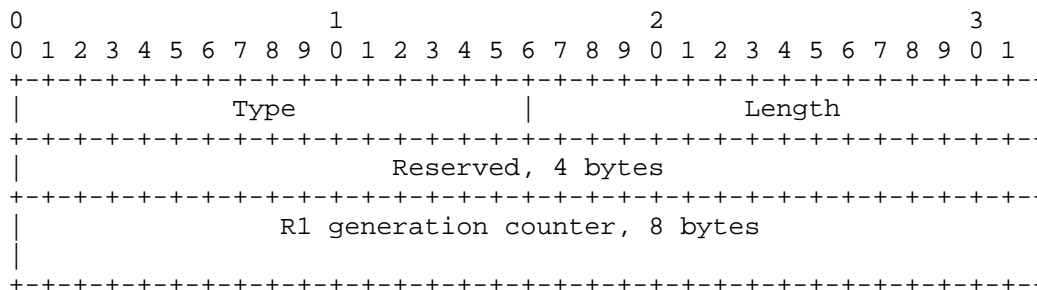 0                   1                   2                   3
0 1 2 3 4 5 6 7 8 9 0 1 2 3 4 5 6 7 8 9 0 1 2 3 4 5 6 7 8 9 0 1
+-+-+-+-+-+-+-+-+-+-+-+-+-+-+-+-+-+-+-+-+-+-+-+-+-+-+-+-+-+-+-+-
|             Type              |             Length
+-+-+-+-+-+-+-+-+-+-+-+-+-+-+-+-+-+-+-+-+-+-+-+-+-+-+-+-+-+-+-+-
|                       Reserved, 4 bytes
+-+-+-+-+-+-+-+-+-+-+-+-+-+-+-+-+-+-+-+-+-+-+-+-+-+-+-+-+-+-+-+-
|                R1 generation counter, 8 bytes
|
+-+-+-+-+-+-+-+-+-+-+-+-+-+-+-+-+-+-+-+-+-+-+-+-+-+-+-+-+-+-+-+-